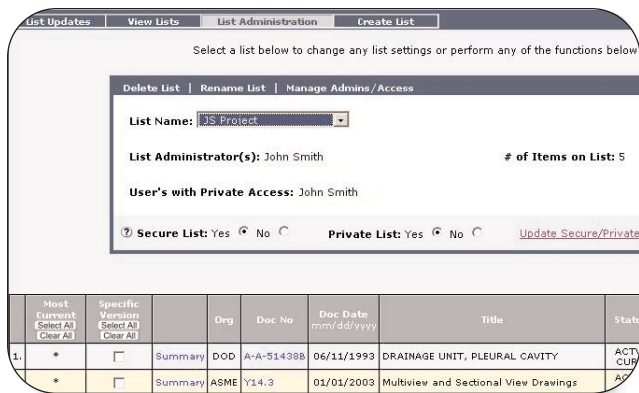 List Updates | View Lists | List Administration | Create List
Select a list below to change any list settings or perform any of the functions below
Delete List | Rename List | Manage Admins/Access
List Name: JS Project
List Administrator(s): John Smith # of Items on List: 5
User's with Private Access: John Smith
? Secure List: Yes No Private List: Yes No Update Secure/Private
Most Current Select All Clear All Specific Version Select All Clear All Org Doc No Doc Date mm/dd/yyyy Title
1. * Summary DOD A-A-51438B 06/11/1993 DRAINAGE UNIT, PLEURAL CAVITY
* Summary ASME Y14.3 01/01/2003 Multiview and Sectional View Drawings